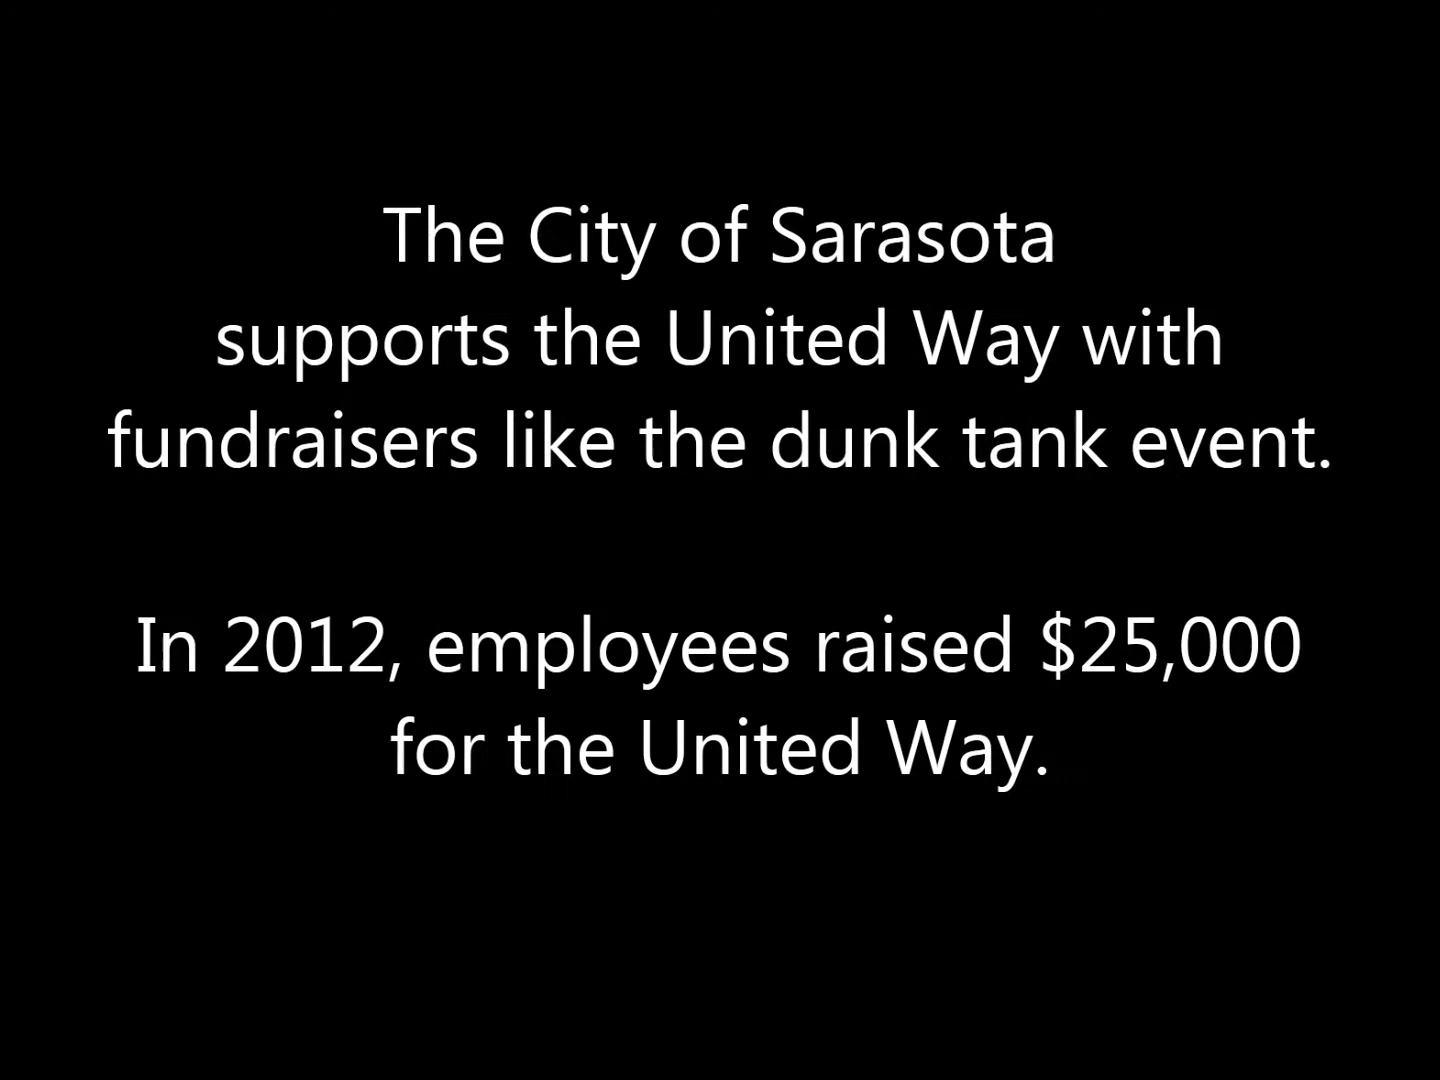 The City of Sarasota
supports the United Way with
fundraisers like the dunk tank event.
In 2012, employees raised $25,000
for the United Way.